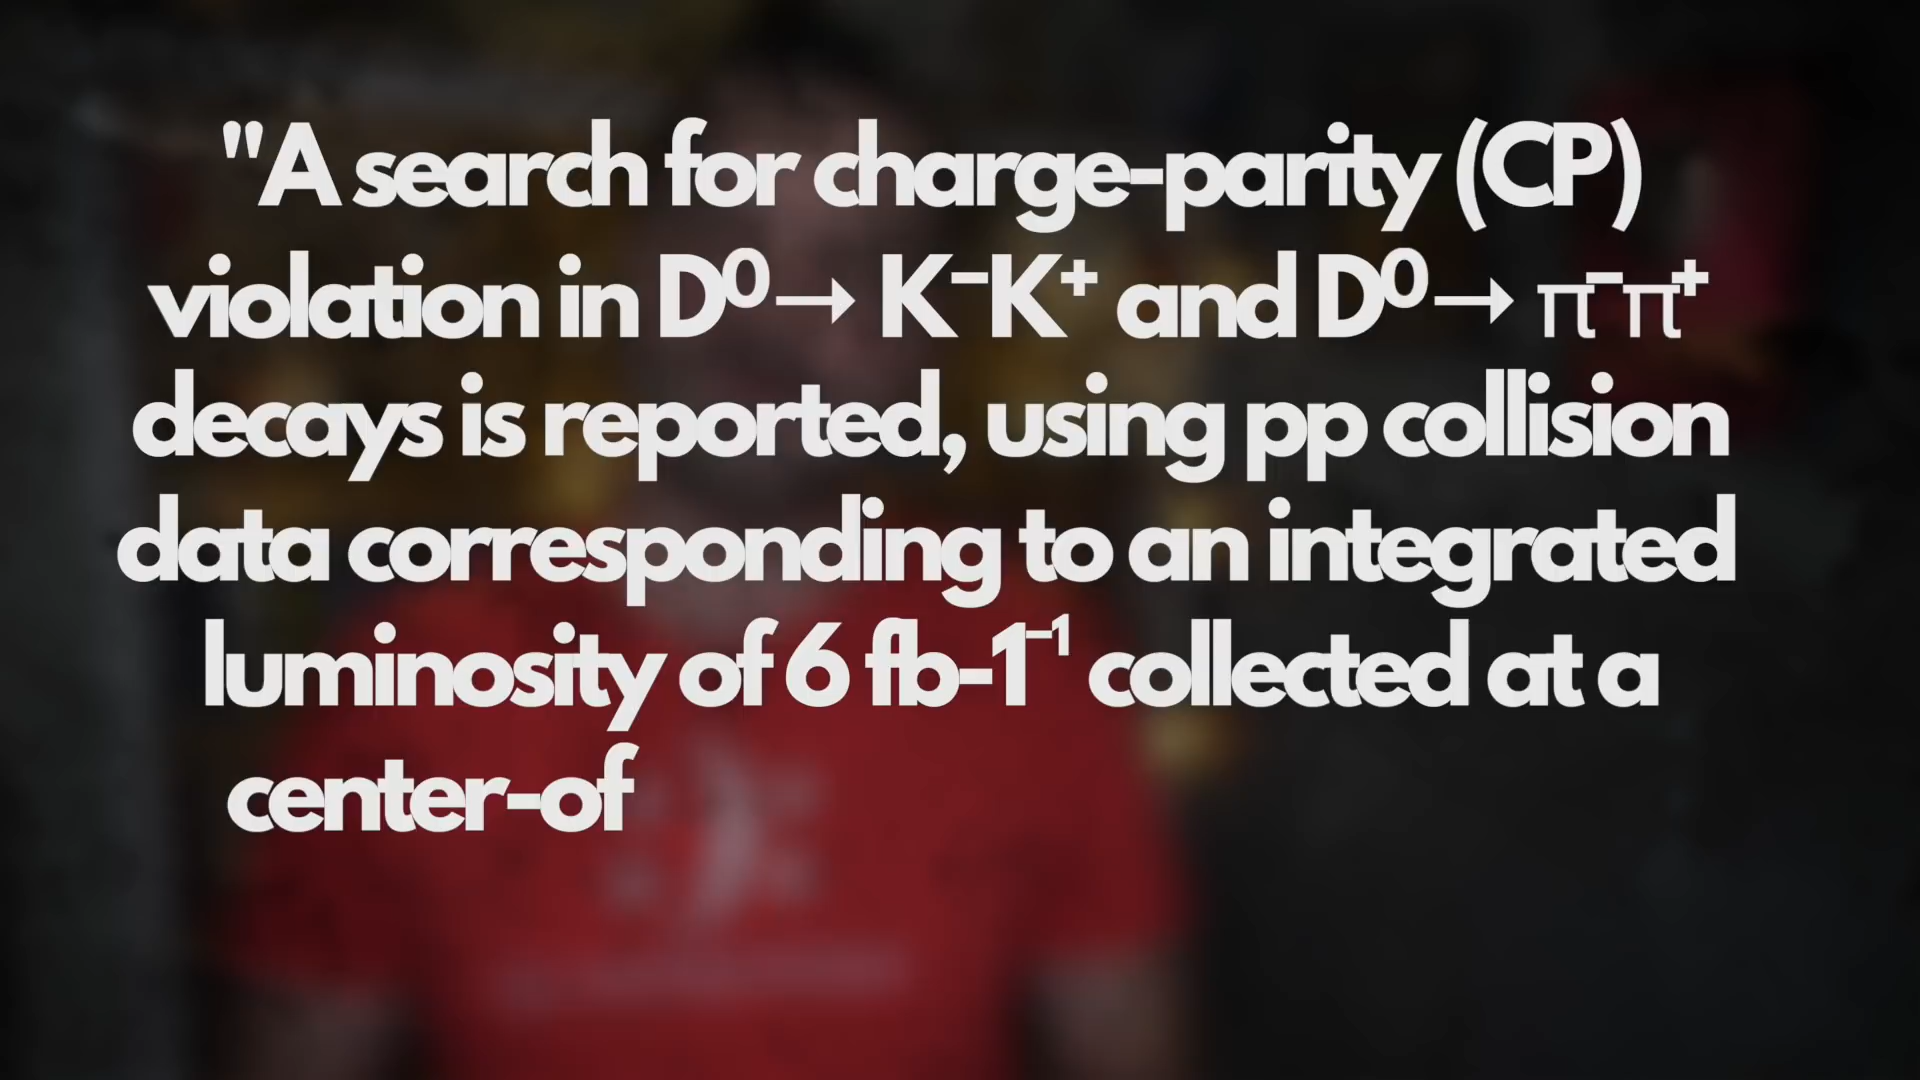 "A search for charge-parity (CP)
violation in D⁰→ K⁻K⁺ and D⁰→ π⁻π⁺
decays is reported, using pp collision
data corresponding to an integrated
luminosity of 6 fb-1⁻¹ collected at a
center-of